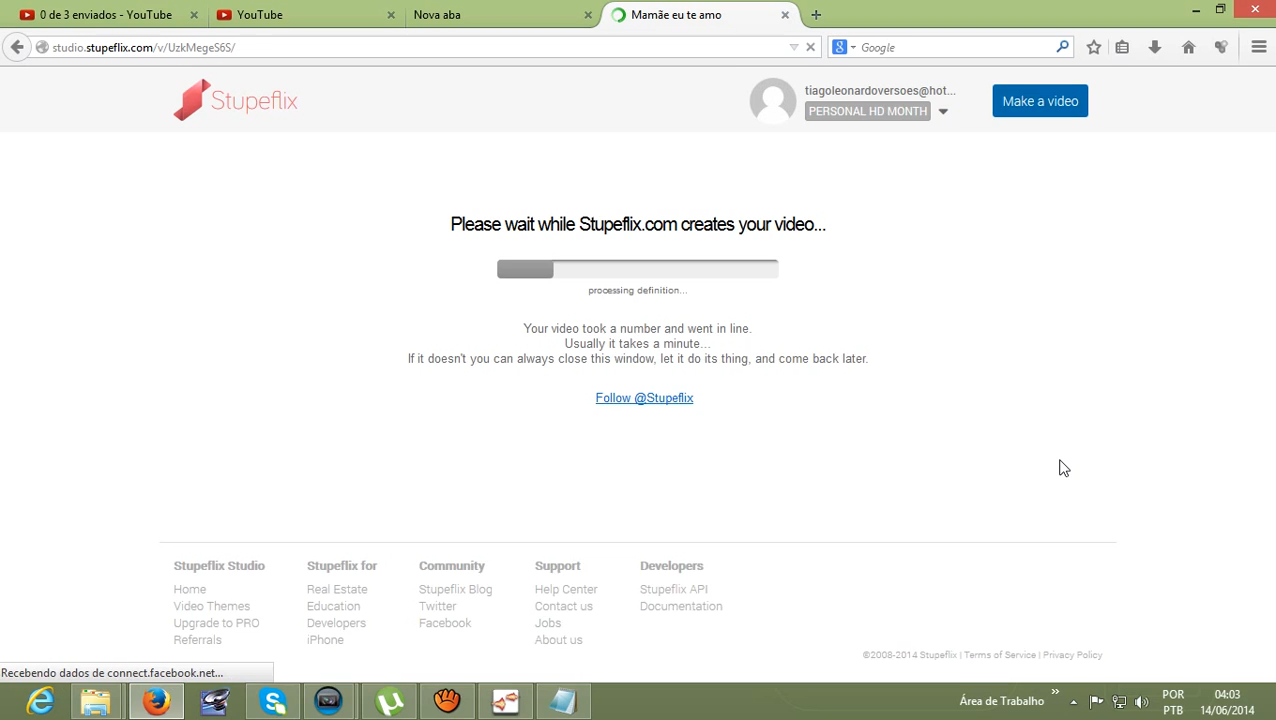 0 de 3 enviados - YouTube
YouTube
Nova aba
Mamãe eu te amo
studio.stupeflix.com/v/UzkMegeS6S/
Google
Stupeflix
tiagoleonardoversoes@hot...
PERSONAL HD MONTH
Make a video
Please wait while Stupeflix.com creates your video...
processing definition...
Your video took a number and went in line.
Usually it takes a minute...
If it doesn't you can always close this window, let it do its thing, and come back later.
Follow @Stupeflix
Stupeflix Studio
Home
Video Themes
Upgrade to PRO
Referrals
Stupeflix for
Real Estate
Education
Developers
iPhone
Community
Stupeflix Blog
Twitter
Facebook
Support
Help Center
Contact us
Jobs
About us
Developers
Stupeflix API
Documentation
©2008-2014 Stupeflix | Terms of Service | Privacy Policy
Recebendo dados de connect.facebook.net...
Área de Trabalho
POR
PTB
04:03
14/06/2014